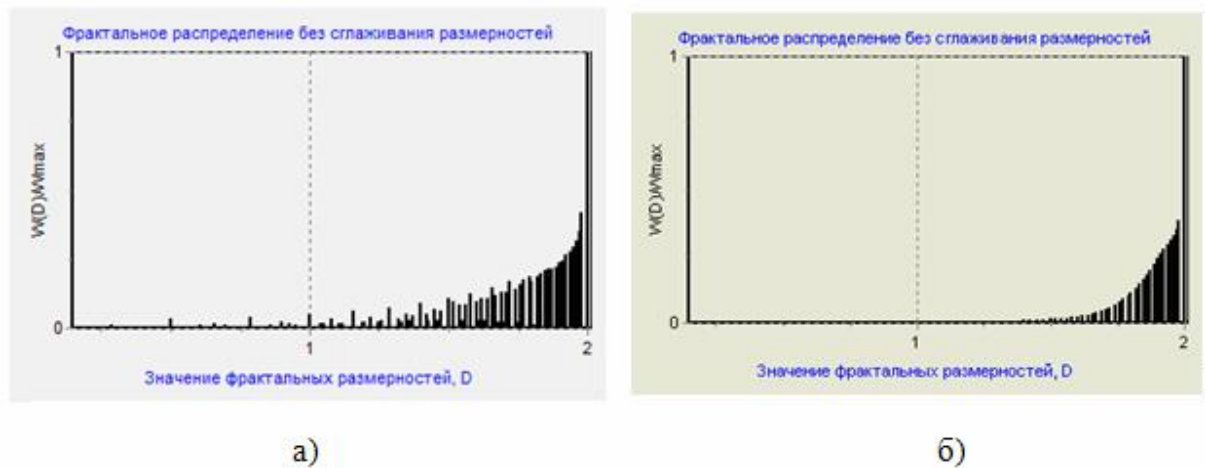 Фрактальное распределение без сглаживания размерностей
1
W(D)/Wmax
0
1
2
Значение фрактальных размерностей, D
а)
Фрактальное распределение без сглаживания размерностей
1
W(D)/Wmax
0
1
2
Значение фрактальных размерностей, D
б)